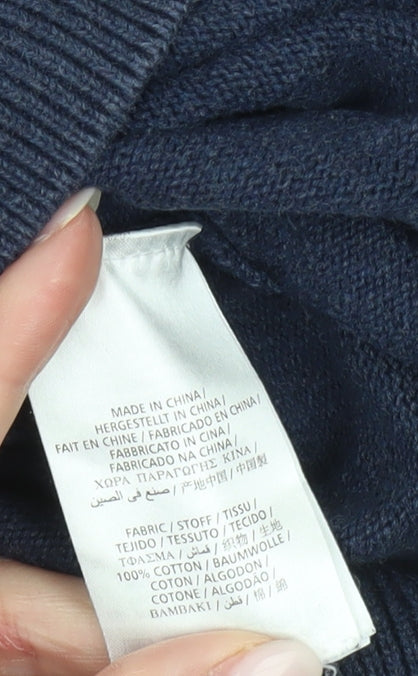 MADE IN CHINA /
HERGESTELLT IN CHINA /
FAIT EN CHINE / FABRICADO EN CHINA /
FABBRICATO IN CINA /
FABRICADO NA CHINA /
ΧΩΡΑ ΠΑΡΑΓΩΓΗΣ ΚΙΝΑ /
صنع في الصين / 产地中国 / 中国製
FABRIC / STOFF / TISSU /
TEJIDO / TESSUTO / TECIDO /
ΥΦΑΣΜΑ / قماش / 织物 / 生地
100% COTTON / BAUMWOLLE /
COTON / ALGODON /
COTONE / ALGODÃO /
BAMBAKI / قطن / 棉 / 綿